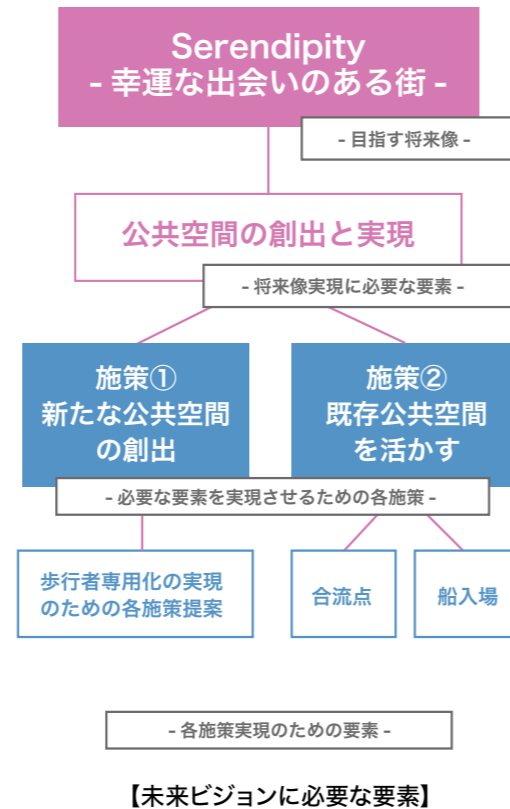 Serendipity
- 幸運な出会いのある街 -
- 目指す将来像 -
公共空間の創出と実現
- 将来像実現に必要な要素 -
施策①
新たな公共空間
の創出
施策②
既存公共空間
を活かす
- 必要な要素を実現させるための各施策 -
歩行者専用化の実現
のための各施策提案
合流点
船入場
- 各施策実現のための要素 -
【未来ビジョンに必要な要素】